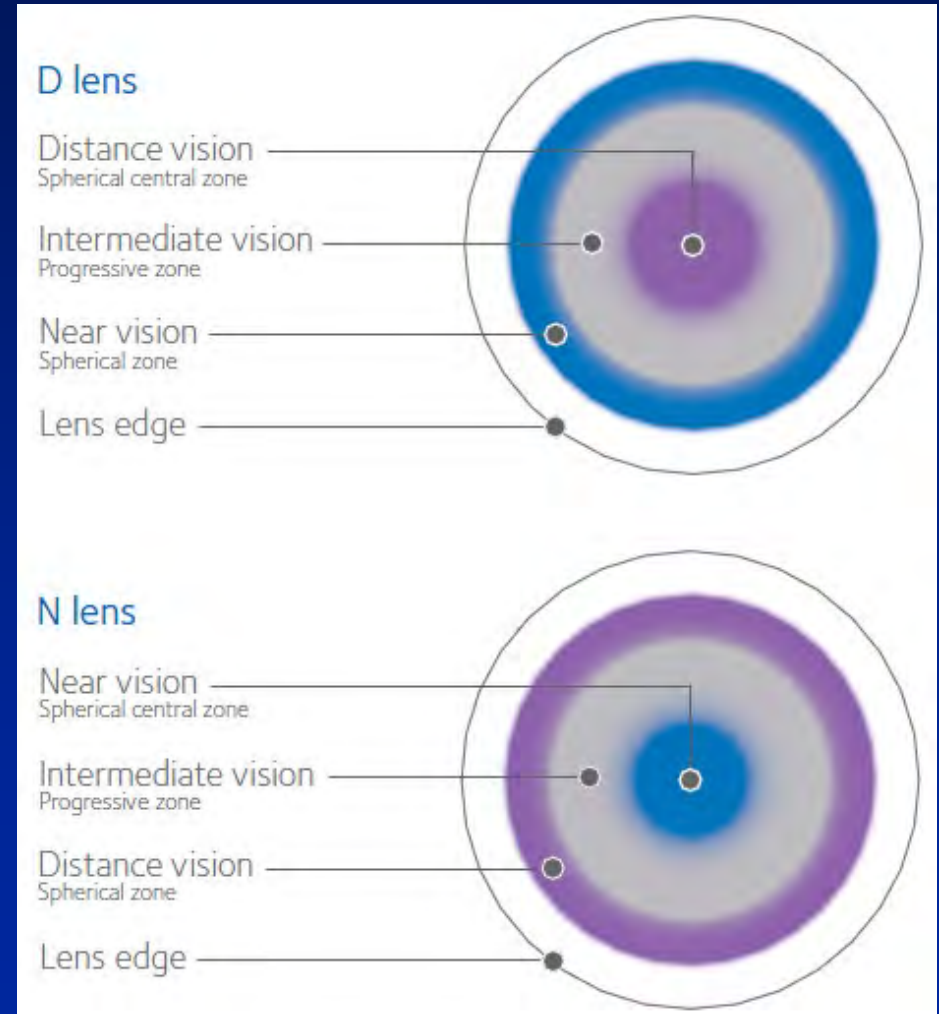 D lens
Distance vision
Spherical central zone
Intermediate vision
Progressive zone
Near vision
Spherical zone
Lens edge
N lens
Near vision
Spherical central zone
Intermediate vision
Progressive zone
Distance vision
Spherical zone
Lens edge